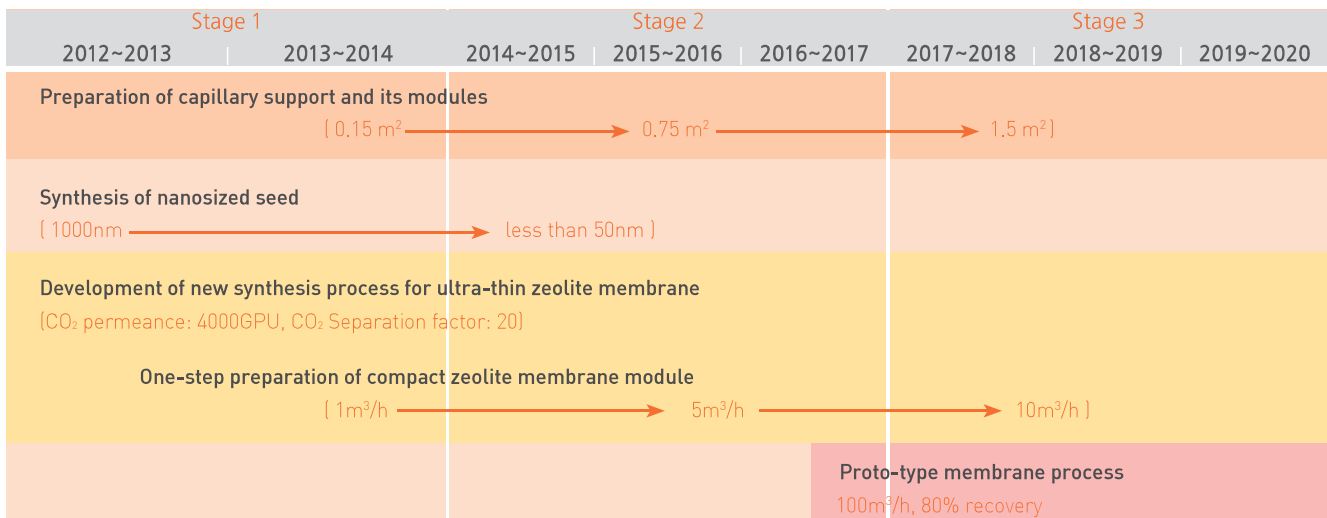 Stage 1 Stage 2 Stage 3
2012~2013 2013~2014 2014~2015 2015~2016 2016~2017 2017~2018 2018~2019 2019~2020
Preparation of capillary support and its modules
( 0.15 m² 0.75 m² 1.5 m² )
Synthesis of nanosized seed
( 1000nm less than 50nm )
Development of new synthesis process for ultra-thin zeolite membrane
(CO₂ permeance: 4000GPU, CO₂ Separation factor: 20)
One-step preparation of compact zeolite membrane module
( 1m³/h 5m³/h 10m³/h )
Proto-type membrane process
100m³/h, 80% recovery